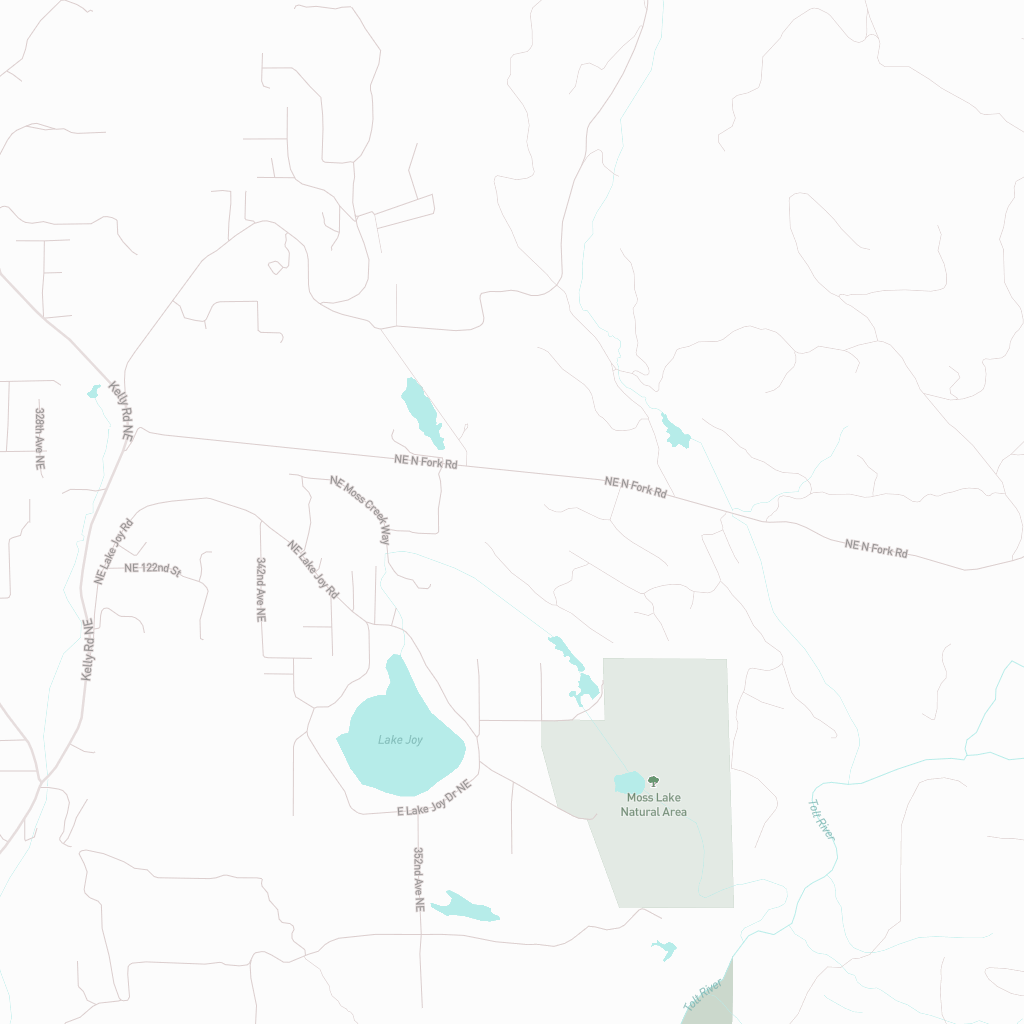 Kelly Rd NE
328th Ave NE
NE N Fork Rd
NE N Fork Rd
NE Moss Creek Way
NE Lake Joy Rd
NE Lake Joy Rd
NE N Fork Rd
NE 122nd St
342nd Ave NE
Kelly Rd NE
Lake Joy
E Lake Joy Dr NE
Moss Lake
Natural Area
Tolt River
352nd Ave NE
Tolt River